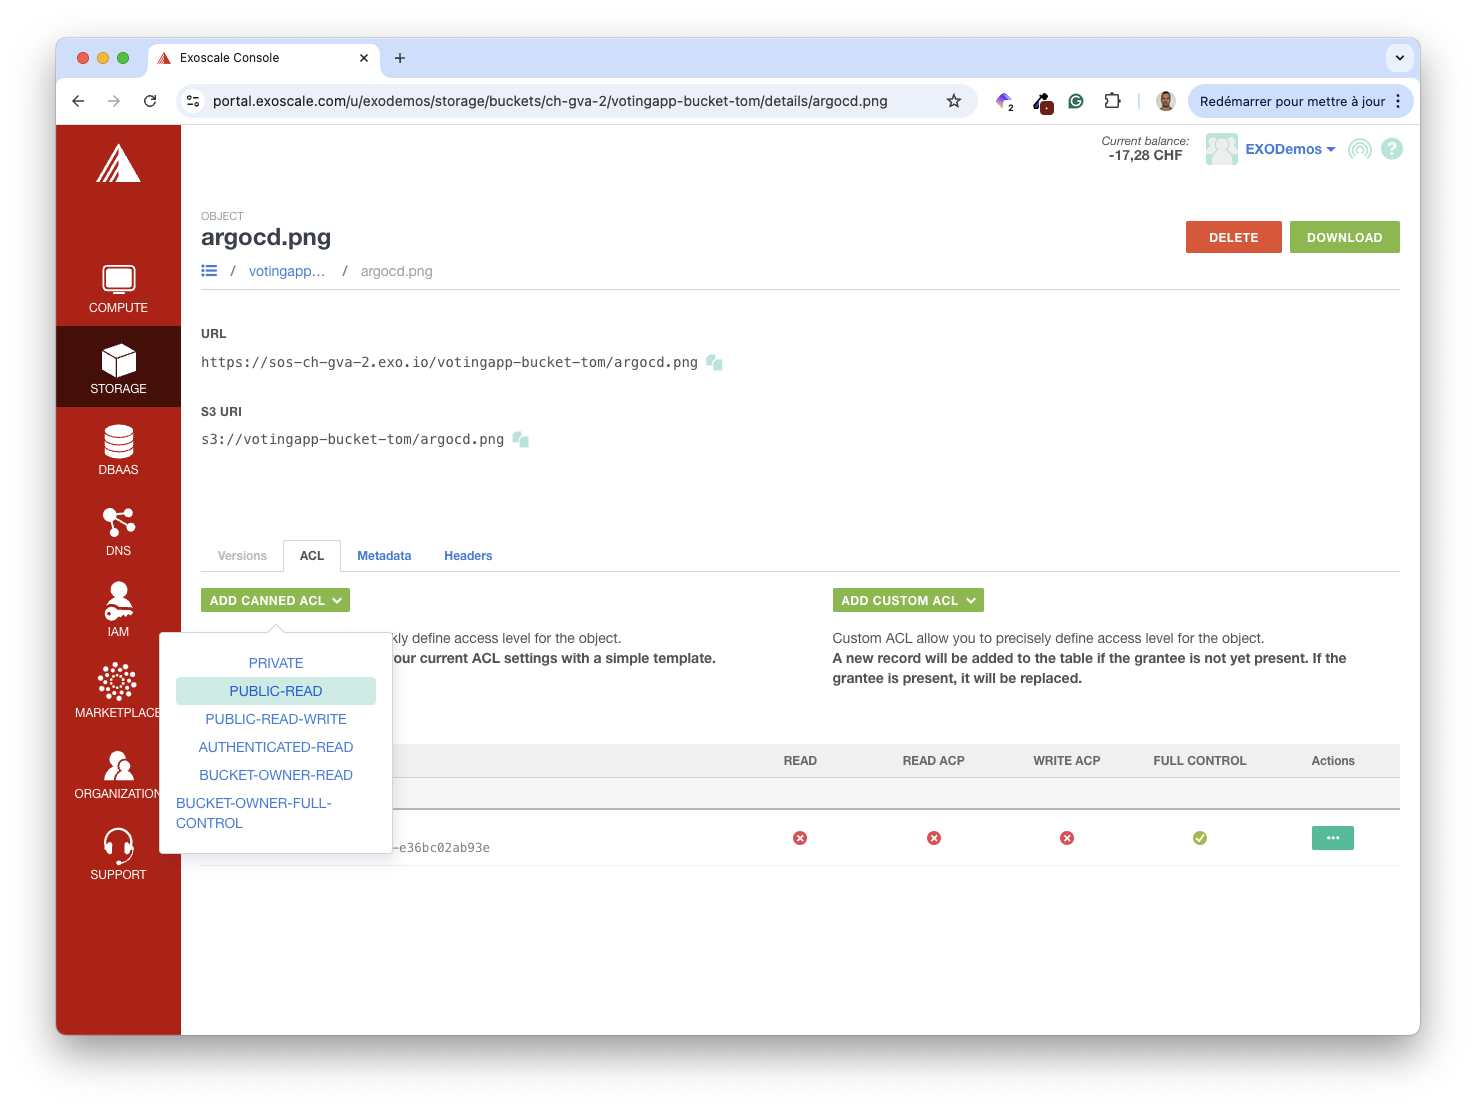 Exoscale Console
portal.exoscale.com/u/exodemos/storage/buckets/ch-gva-2/votingapp-bucket-tom/details/argocd.png
2
Redémarrer pour mettre à jour
Current balance:
-17,28 CHF
EXODemos
?
OBJECT
argocd.png
DELETE
DOWNLOAD
/ votingapp... / argocd.png
COMPUTE
STORAGE
DBAAS
DNS
IAM
MARKETPLACE
ORGANIZATION
SUPPORT
URL
https://sos-ch-gva-2.exo.io/votingapp-bucket-tom/argocd.png
S3 URI
s3://votingapp-bucket-tom/argocd.png
Versions
ACL
Metadata
Headers
ADD CANNED ACL
define access level for the object.
your current ACL settings with a simple template.
PRIVATE
PUBLIC-READ
PUBLIC-READ-WRITE
AUTHENTICATED-READ
BUCKET-OWNER-READ
BUCKET-OWNER-FULL-
CONTROL
ADD CUSTOM ACL
Custom ACL allow you to precisely define access level for the object.
A new record will be added to the table if the grantee is not yet present. If the
grantee is present, it will be replaced.
READ
READ ACP
WRITE ACP
FULL CONTROL
Actions
-e36bc02ab93e